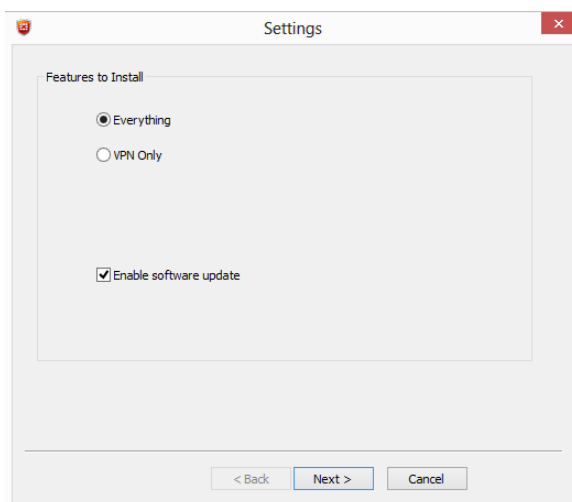 Settings
Features to Install
Everything
VPN Only
Enable software update
< Back Next > Cancel